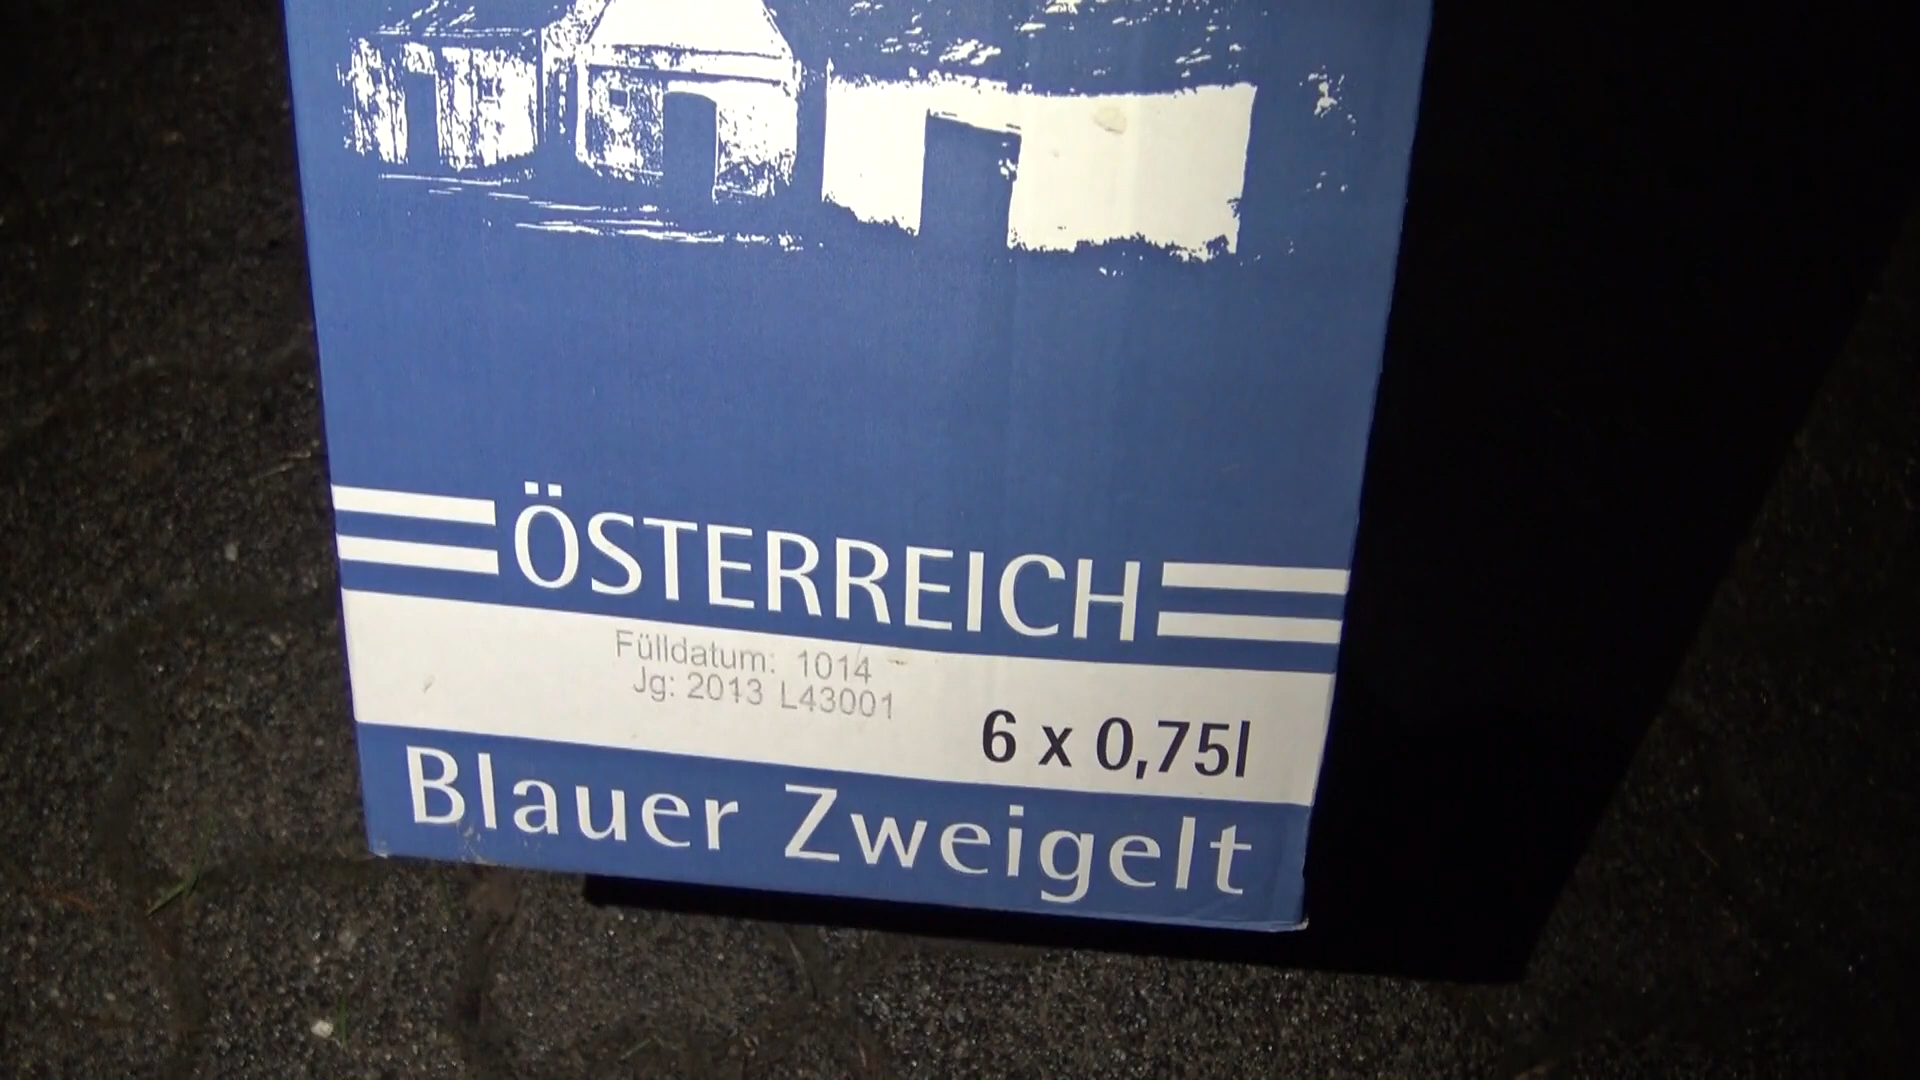 ÖSTERREICH
Fülldatum: 1014
Jg: 2013 L43001
6 x 0,75l
Blauer Zweigelt